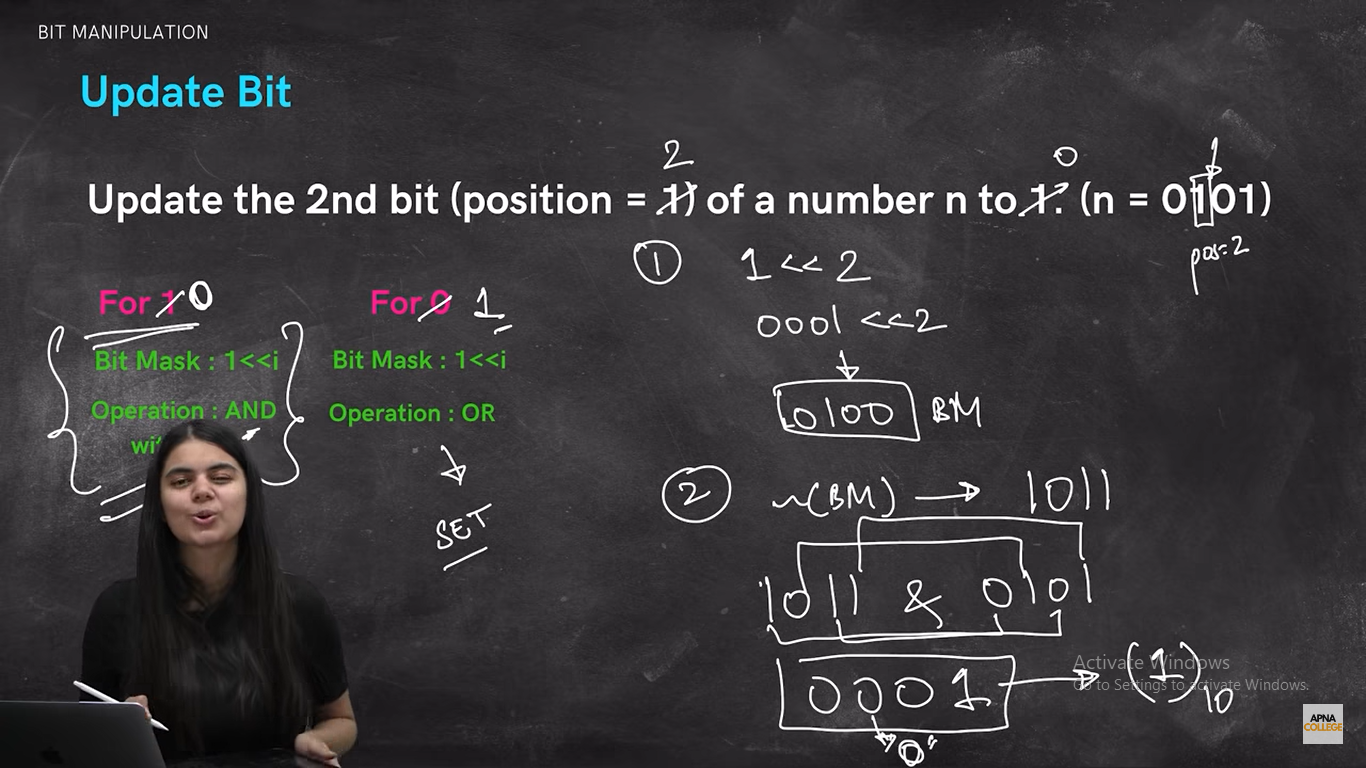 BIT MANIPULATION
Update Bit
2 0
Update the 2nd bit (position = 1) of a number n to 1. (n = 0101)
pos=2
1 1 << 2
0001 <<2
0100 BM
For 1 0
Bit Mask : 1<<i
Operation : AND
For 0 1
Bit Mask : 1<<i
Operation : OR
SET
2 ~(BM) → 1011
1011 & 0101
0001 → (1)10
"0"
Activate Windows
Go to Settings to activate Windows.
APNA
COLLEGE